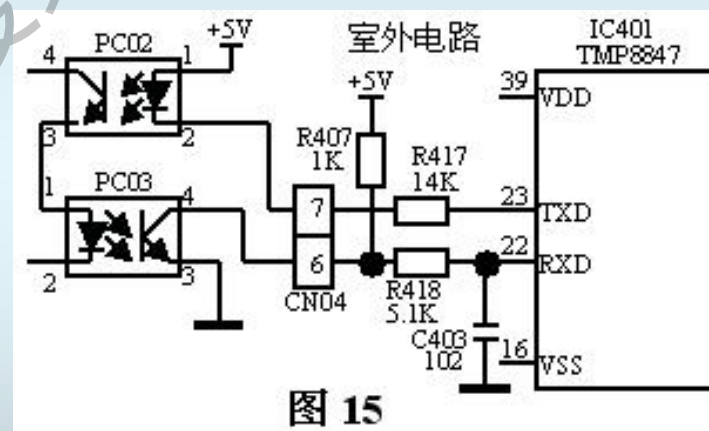 PC02
+5V
室外电路
IC401
TMP8847
4
1
+5V
39
VDD
3
2
R407
1K
R417
14K
PC03
1
4
7
23
TXD
6
22
RXD
2
3
CN04
R418
5.1K
C403
102
16
VSS
图 15